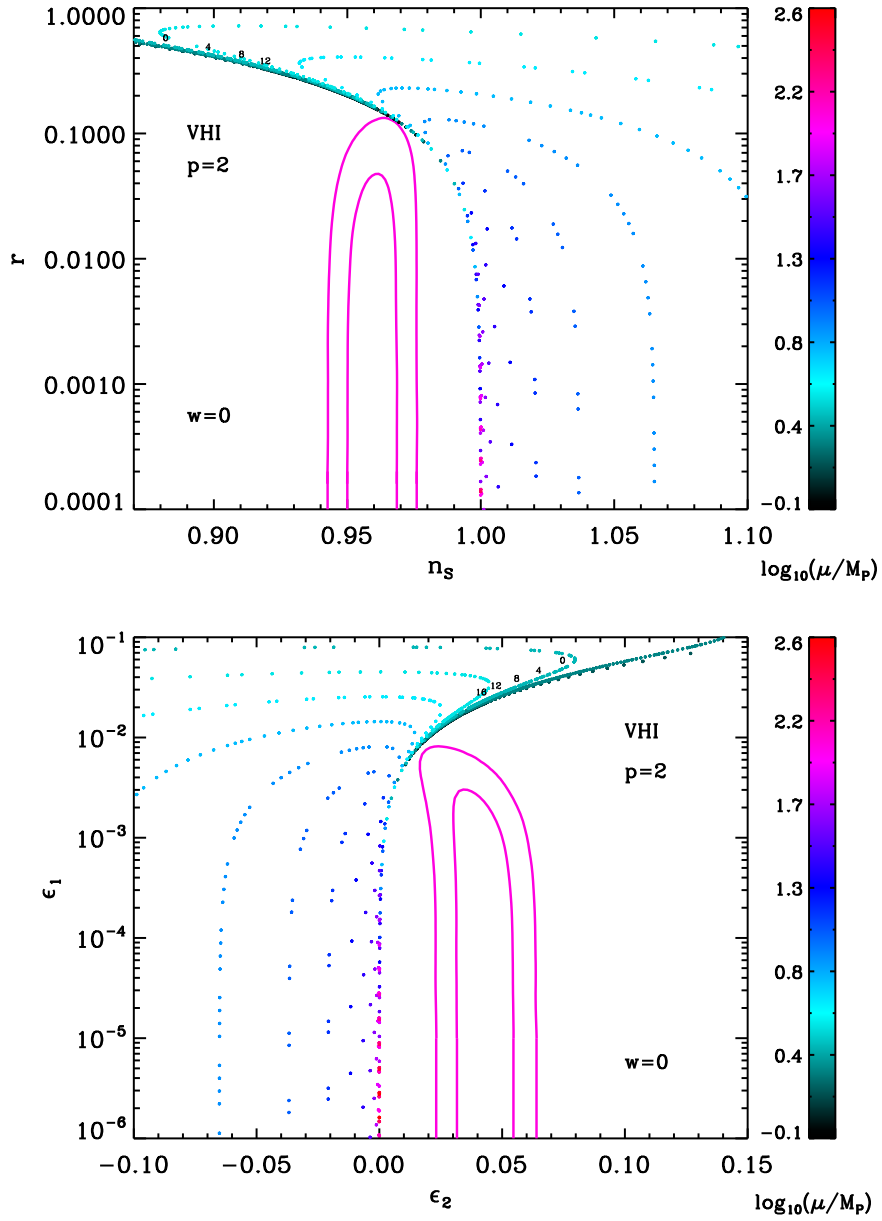 1.0000
0.1000
0.0100
0.0010
0.0001
r
0 4 8 12
VHI
p=2
w=0
0.90 0.95 1.00 1.05 1.10
n_S
2.6
2.2
1.7
1.3
0.8
0.4
-0.1
log₁₀(μ/M_P)
10⁻¹
10⁻²
10⁻³
10⁻⁴
10⁻⁵
10⁻⁶
ϵ₁
16 12 8 4 0
VHI
p=2
w=0
-0.10 -0.05 0.00 0.05 0.10 0.15
ϵ₂
2.6
2.2
1.7
1.3
0.8
0.4
-0.1
log₁₀(μ/M_P)